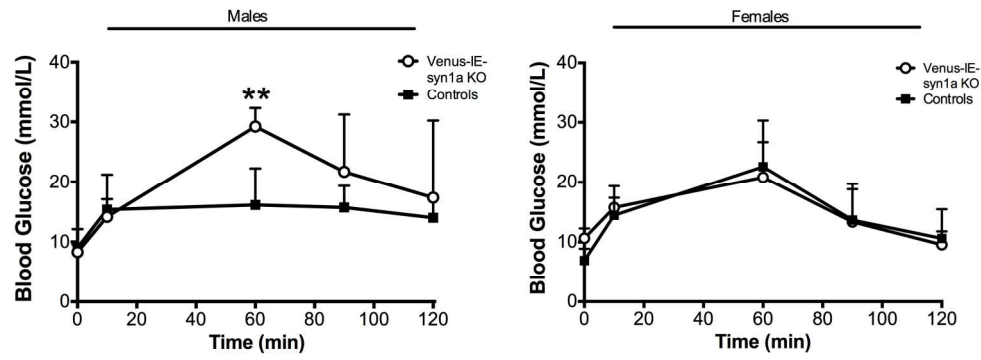 Males
Blood Glucose (mmol/L)
40
30
20
10
0
**
Venus-IE-
syn1a KO
Controls
0 20 40 60 80 100 120
Time (min)
Females
Blood Glucose (mmol/L)
40
30
20
10
0
Venus-IE-
syn1a KO
Controls
0 20 40 60 80 100 120
Time (min)